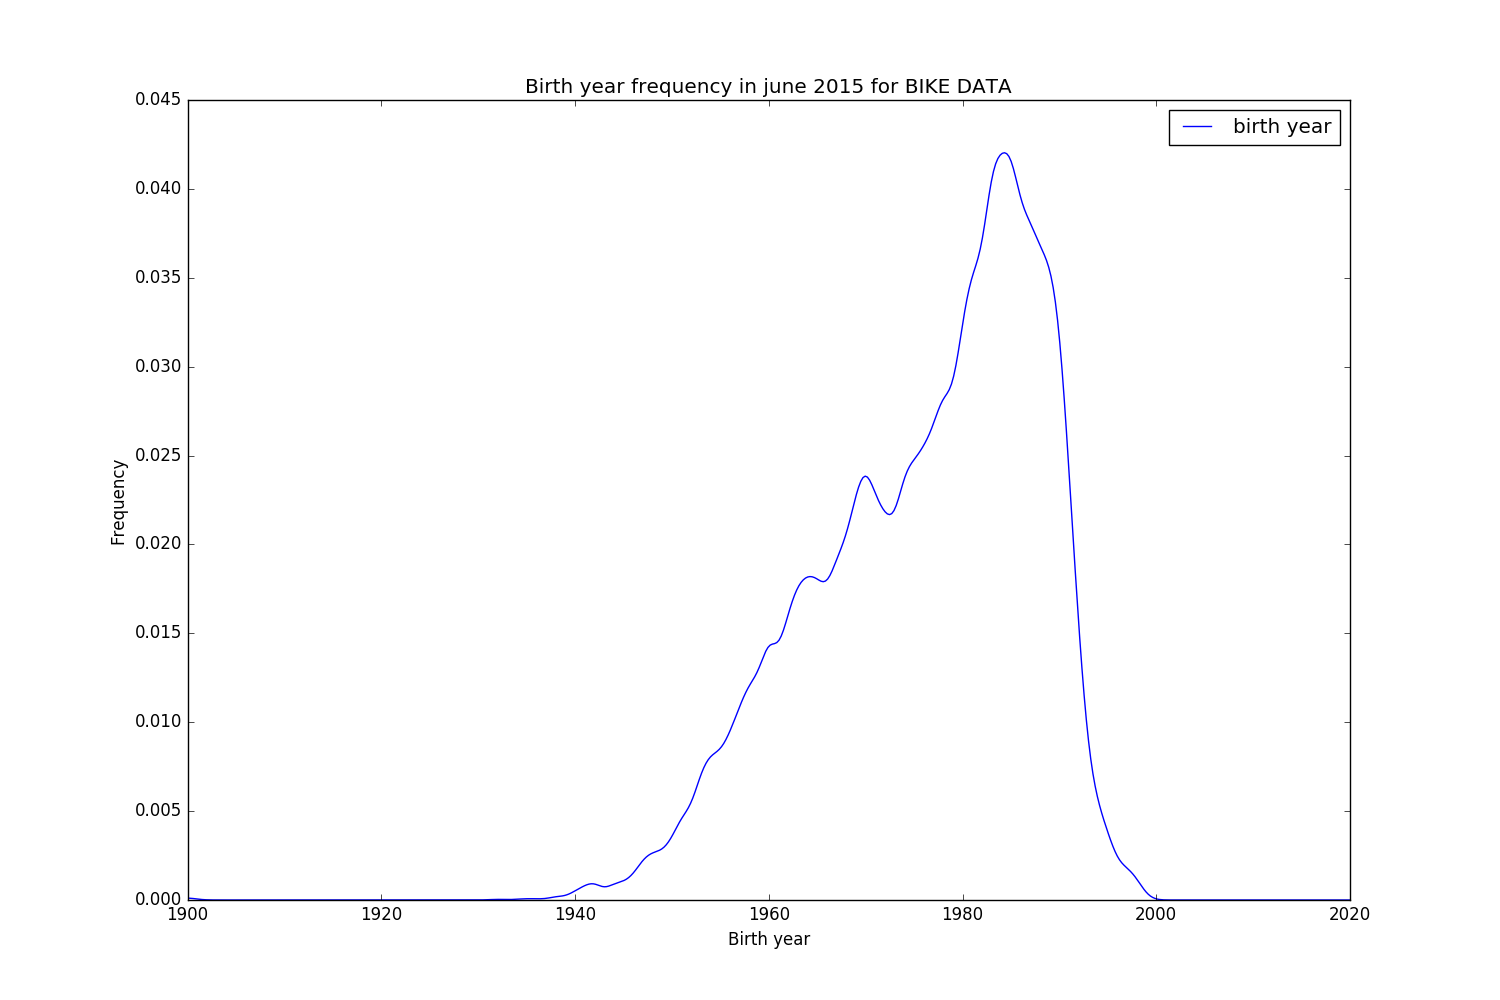 Birth year frequency in june 2015 for BIKE DATA
birth year
0.045
0.040
0.035
0.030
0.025
0.020
0.015
0.010
0.005
0.000
Frequency
1900 1920 1940 1960 1980 2000 2020
Birth year